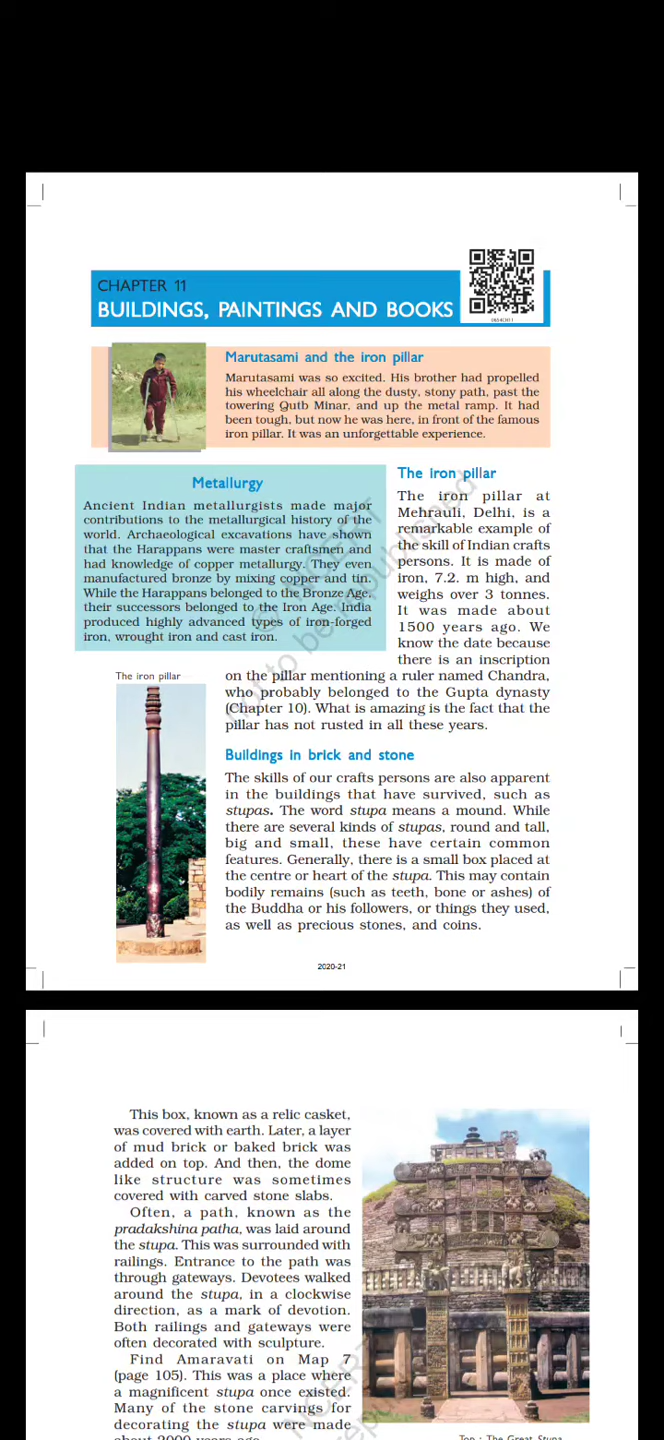 CHAPTER 11
BUILDINGS, PAINTINGS AND BOOKS
Marutasami and the iron pillar
Marutasami was so excited. His brother had propelled
his wheelchair all along the dusty, stony path, past the
towering Qutb Minar, and up the metal ramp. It had
been tough, but now he was here, in front of the famous
iron pillar. It was an unforgettable experience.
Metallurgy
Ancient Indian metallurgists made major
contributions to the metallurgical history of the
world. Archaeological excavations have shown
that the Harappans were master craftsmen and
had knowledge of copper metallurgy. They even
manufactured bronze by mixing copper and tin.
While the Harappans belonged to the Bronze Age,
their successors belonged to the Iron Age. India
produced highly advanced types of iron-forged
iron, wrought iron and cast iron.
The iron pillar
The iron pillar at
Mehrauli, Delhi, is a
remarkable example of
the skill of Indian crafts
persons. It is made of
iron, 7.2. m high, and
weighs over 3 tonnes.
It was made about
1500 years ago. We
know the date because
there is an inscription
on the pillar mentioning a ruler named Chandra,
who probably belonged to the Gupta dynasty
(Chapter 10). What is amazing is the fact that the
pillar has not rusted in all these years.
The iron pillar
Buildings in brick and stone
The skills of our crafts persons are also apparent
in the buildings that have survived, such as
stupas. The word stupa means a mound. While
there are several kinds of stupas, round and tall,
big and small, these have certain common
features. Generally, there is a small box placed at
the centre or heart of the stupa. This may contain
bodily remains (such as teeth, bone or ashes) of
the Buddha or his followers, or things they used,
as well as precious stones, and coins.
2020-21
© NCERT
not to be republished
This box, known as a relic casket,
was covered with earth. Later, a layer
of mud brick or baked brick was
added on top. And then, the dome
like structure was sometimes
covered with carved stone slabs.
Often, a path, known as the
pradakshina patha, was laid around
the stupa. This was surrounded with
railings. Entrance to the path was
through gateways. Devotees walked
around the stupa, in a clockwise
direction, as a mark of devotion.
Both railings and gateways were
often decorated with sculpture.
Find Amaravati on Map 7
(page 105). This was a place where
a magnificent stupa once existed.
Many of the stone carvings for
decorating the stupa were made
about 2000 years ago.
Top : The Great Stupa
NCERT
republished